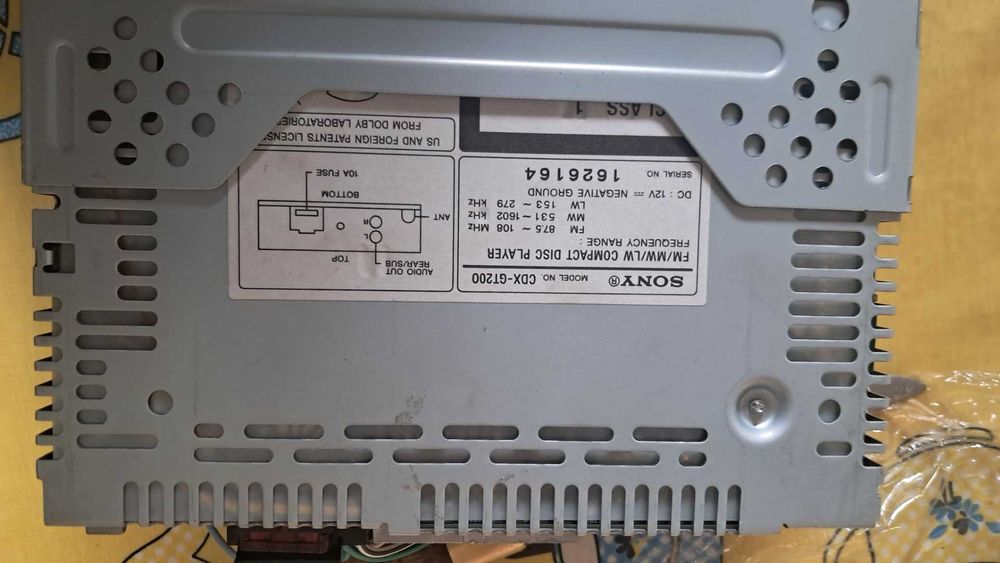 SONY® MODEL NO. CDX-GT200
FM/MW/LW COMPACT DISC PLAYER
FREQUENCY RANGE :
FM 87.5 ~ 108 MHz
MW 531~1602 kHz
LW 153 ~ 279 kHz
DC : 12V ⎓ NEGATIVE GROUND
SERIAL NO. 1626164
CLASS 1
AUDIO OUT
REAR/SUB
TOP
L
R
ANT
BOTTOM
10A FUSE
US AND FOREIGN PATENTS LICENS
FROM DOLBY LABORATORIES